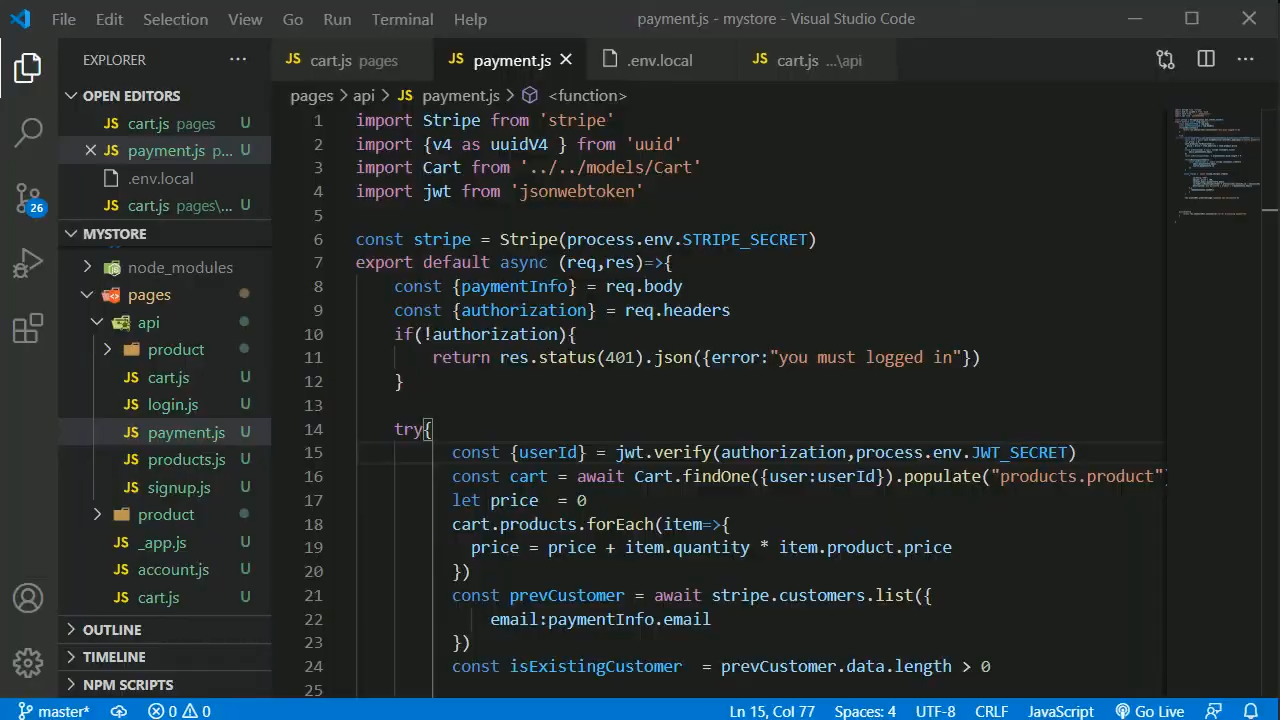 File Edit Selection View Go Run Terminal Help payment.js - mystore - Visual Studio Code
EXPLORER
JS cart.js pages
JS payment.js
.env.local
JS cart.js ...\api
OPEN EDITORS
JS cart.js pages U
JS payment.js p... U
.env.local
JS cart.js pages\... U
26
MYSTORE
node_modules
pages
api
product
JS cart.js U
JS login.js U
JS payment.js U
JS products.js U
JS signup.js U
product
JS _app.js U
JS account.js U
JS cart.js U
OUTLINE
TIMELINE
NPM SCRIPTS
pages > api > JS payment.js > <function>
1 import Stripe from 'stripe'
2 import {v4 as uuidV4 } from 'uuid'
3 import Cart from '../../models/Cart'
4 import jwt from 'jsonwebtoken'
5
6 const stripe = Stripe(process.env.STRIPE_SECRET)
7 export default async (req,res)=>{
8 const {paymentInfo} = req.body
9 const {authorization} = req.headers
10 if(!authorization){
11 return res.status(401).json({error:"you must logged in"})
12 }
13
14 try{
15 const {userId} = jwt.verify(authorization,process.env.JWT_SECRET)
16 const cart = await Cart.findOne({user:userId}).populate("products.product")
17 let price = 0
18 cart.products.forEach(item=>{
19 price = price + item.quantity * item.product.price
20 })
21 const prevCustomer = await stripe.customers.list({
22 email:paymentInfo.email
23 })
24 const isExistingCustomer = prevCustomer.data.length > 0
25
master* 0 0 Ln 15, Col 77 Spaces: 4 UTF-8 CRLF JavaScript Go Live